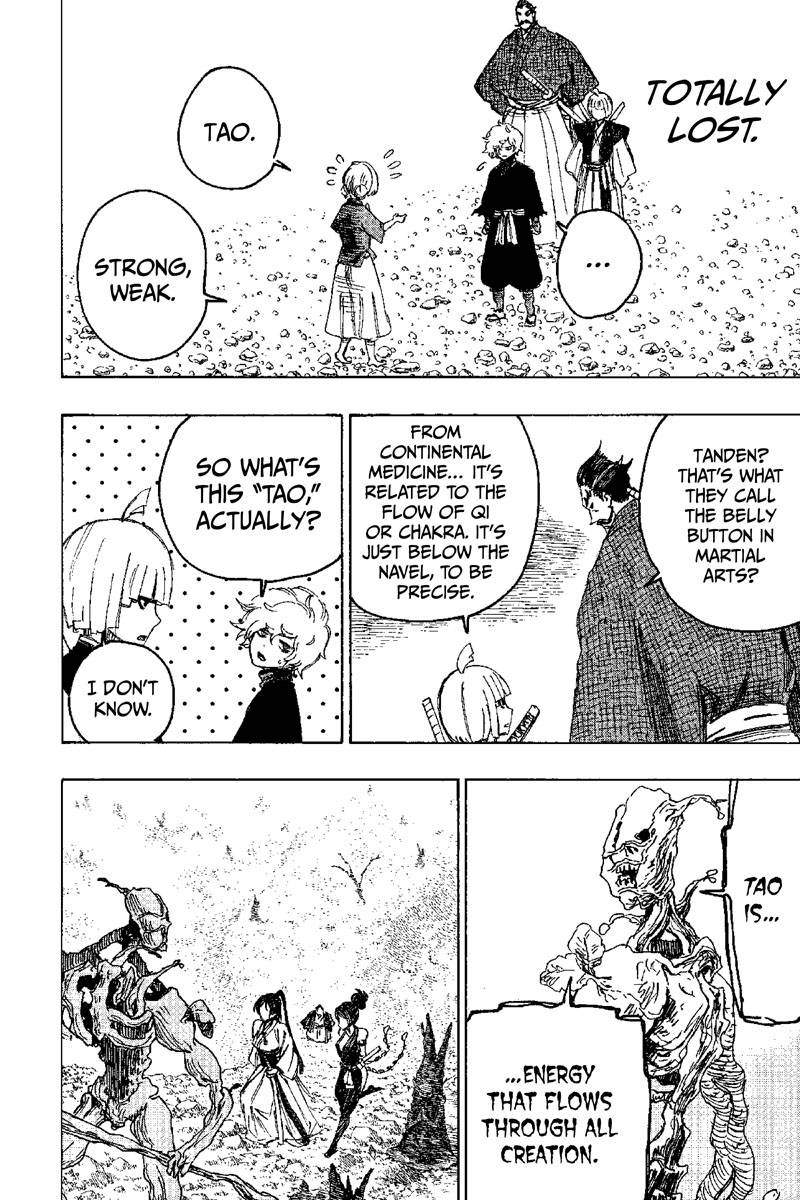 TOTALLY
LOST.
...
TAO.
STRONG,
WEAK.
TANDEN?
THAT'S WHAT
THEY CALL
THE BELLY
BUTTON IN
MARTIAL
ARTS?
FROM
CONTINENTAL
MEDICINE... IT'S
RELATED TO THE
FLOW OF QI
OR CHAKRA. IT'S
JUST BELOW THE
NAVEL, TO BE
PRECISE.
SO WHAT'S
THIS "TAO,"
ACTUALLY?
I DON'T
KNOW.
TAO
IS...
...ENERGY
THAT FLOWS
THROUGH ALL
CREATION.